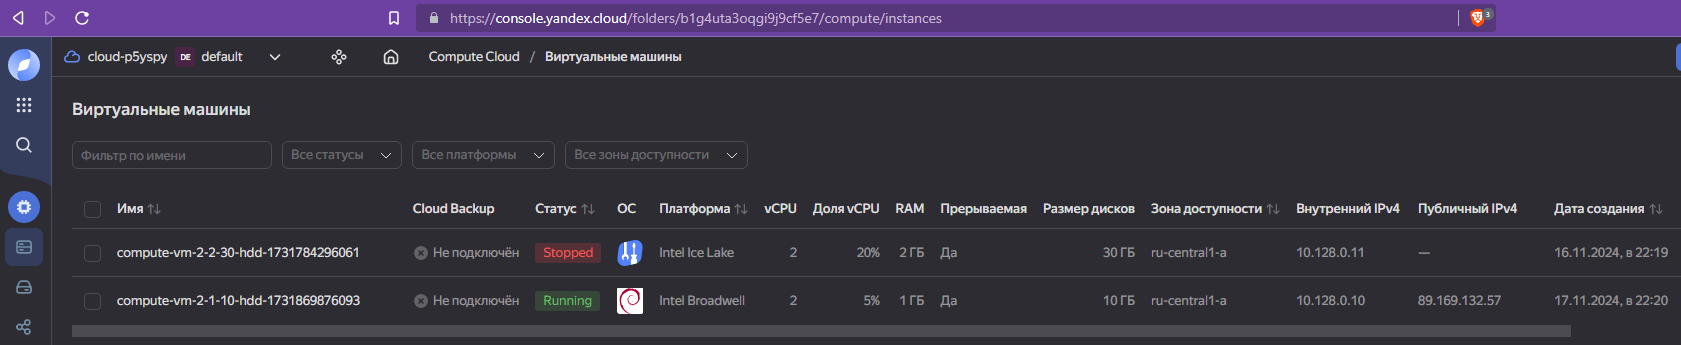 https://console.yandex.cloud/folders/b1g4uta3oqgi9j9cf5e7/compute/instances 3
cloud-p5yspy DE default Compute Cloud / Виртуальные машины
Виртуальные машины
Фильтр по имени Все статусы Все платформы Все зоны доступности
Имя Cloud Backup Статус ОС Платформа vCPU Доля vCPU RAM Прерываемая Размер дисков Зона доступности Внутренний IPv4 Публичный IPv4 Дата создания
compute-vm-2-2-30-hdd-1731784296061 Не подключён Stopped Intel Ice Lake 2 20% 2 ГБ Да 30 ГБ ru-central1-a 10.128.0.11 — 16.11.2024, в 22:19
compute-vm-2-1-10-hdd-1731869876093 Не подключён Running Intel Broadwell 2 5% 1 ГБ Да 10 ГБ ru-central1-a 10.128.0.10 89.169.132.57 17.11.2024, в 22:20